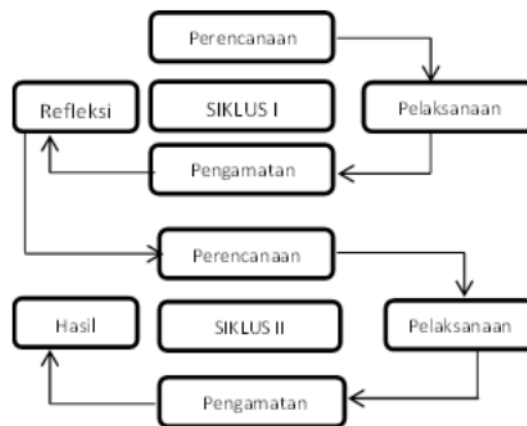 Perencanaan
Refleksi
SIKLUS I
Pelaksanaan
Pengamatan
Perencanaan
Hasil
SIKLUS II
Pelaksanaan
Pengamatan